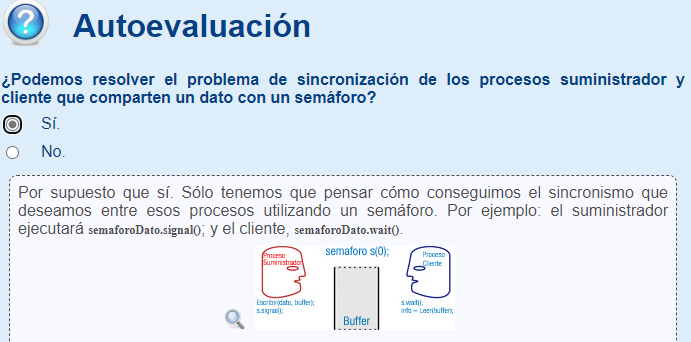 Autoevaluación
¿Podemos resolver el problema de sincronización de los procesos suministrador y
cliente que comparten un dato con un semáforo?
Sí.
No.
Por supuesto que sí. Sólo tenemos que pensar cómo conseguimos el sincronismo que
deseamos entre esos procesos utilizando un semáforo. Por ejemplo: el suministrador
ejecutará semaforoDato.signal(); y el cliente, semaforoDato.wait().
Proceso
Suministrador
semaforo s(0);
Proceso
Cliente
Escribir(dato, buffer);
s.signal();
Buffer
s.wait();
info = Leer(buffer);